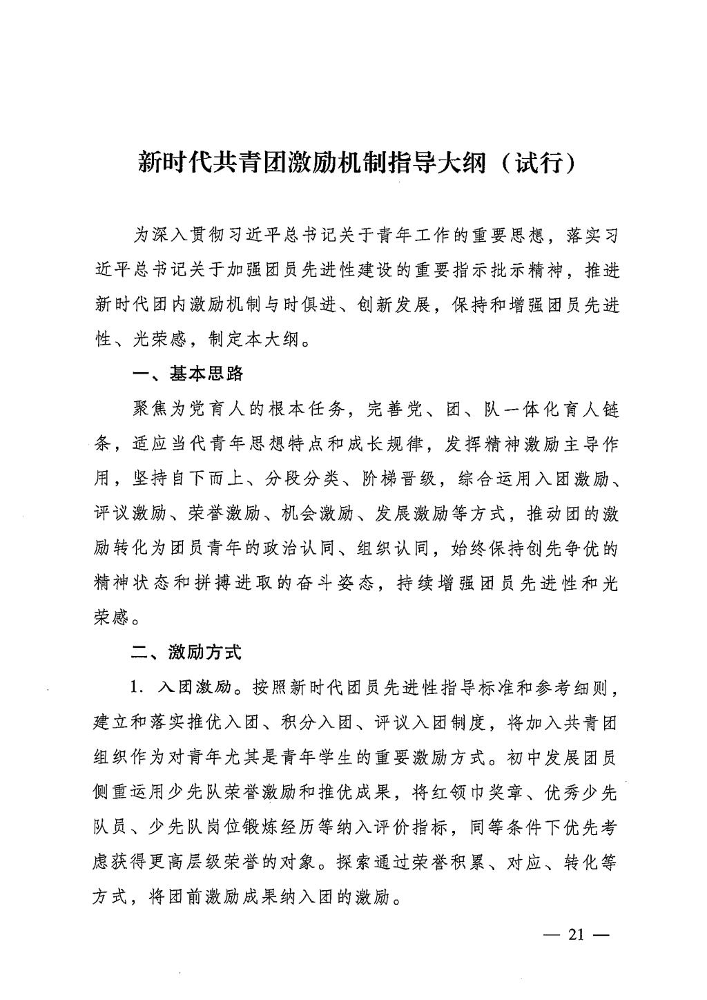 新时代共青团激励机制指导大纲（试行）
为深入贯彻习近平总书记关于青年工作的重要思想，落实习
近平总书记关于加强团员先进性建设的重要指示批示精神，推进
新时代团内激励机制与时俱进、创新发展，保持和增强团员先进
性、光荣感，制定本大纲。
一、基本思路
聚焦为党育人的根本任务，完善党、团、队一体化育人链
条，适应当代青年思想特点和成长规律，发挥精神激励主导作
用，坚持自下而上、分段分类、阶梯晋级，综合运用入团激励、
评议激励、荣誉激励、机会激励、发展激励等方式，推动团的激
励转化为团员青年的政治认同、组织认同，始终保持创先争优的
精神状态和拼搏进取的奋斗姿态，持续增强团员先进性和光
荣感。
二、激励方式
1. 入团激励。按照新时代团员先进性指导标准和参考细则，
建立和落实推优入团、积分入团、评议入团制度，将加入共青团
组织作为对青年尤其是青年学生的重要激励方式。初中发展团员
侧重运用少先队荣誉激励和推优成果，将红领巾奖章、优秀少先
队员、少先队岗位锻炼经历等纳入评价指标，同等条件下优先考
虑获得更高层级荣誉的对象。探索通过荣誉积累、对应、转化等
方式，将团前激励成果纳入团的激励。
— 21 —